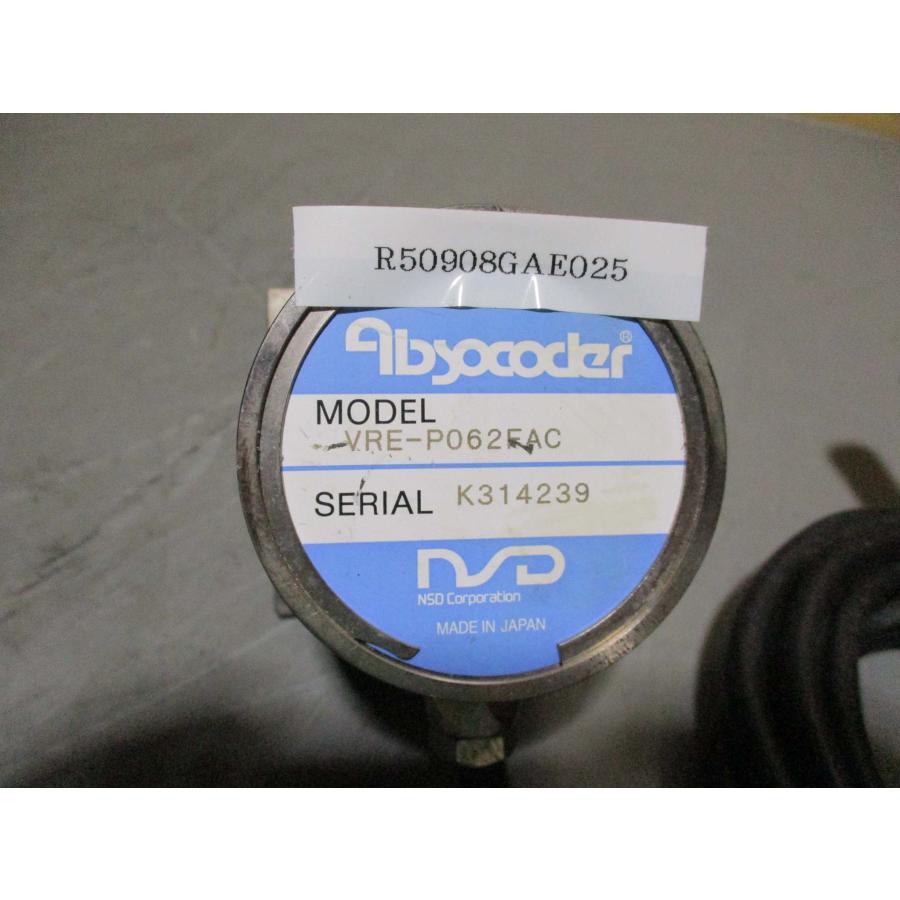 R50908GAE025
Absocoder®
MODEL
VRE-P062FAC
SERIAL K314239
NSD
NSD Corporation
MADE IN JAPAN